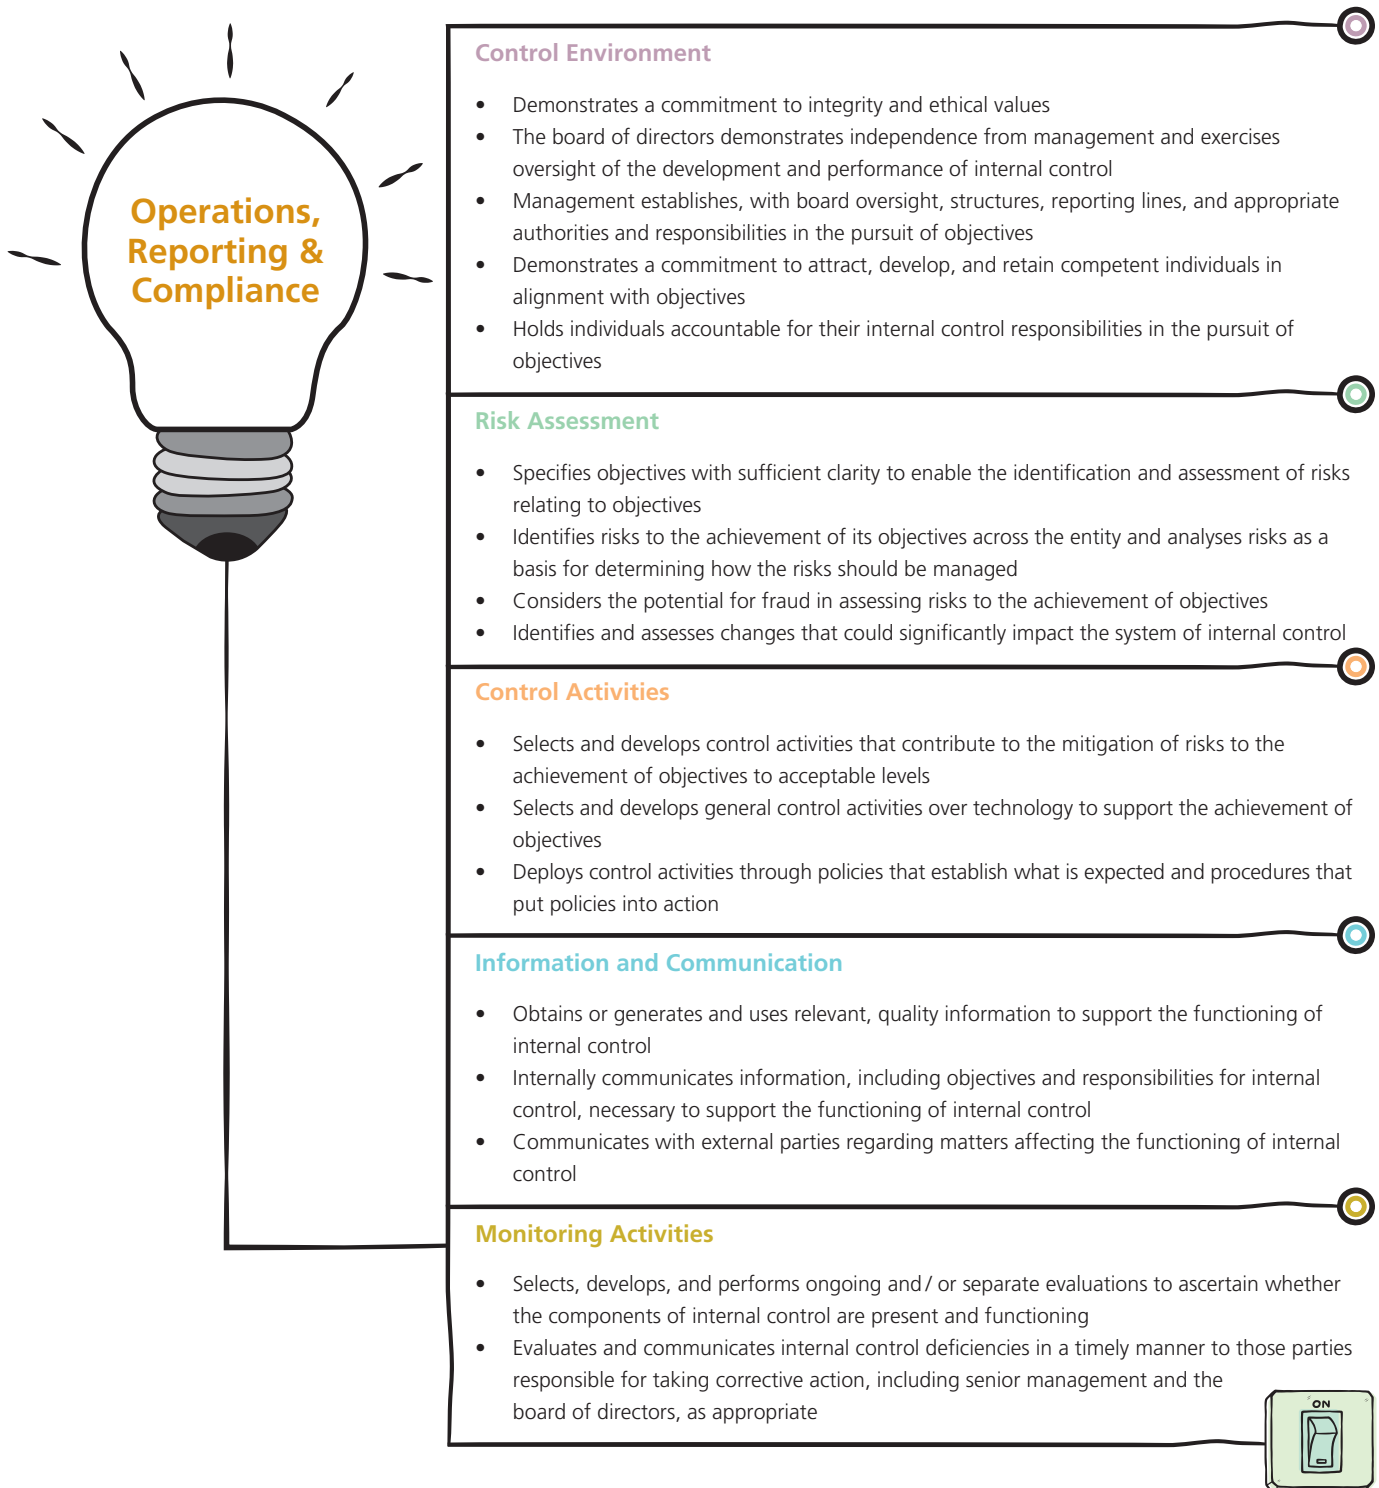 Operations,
Reporting &
Compliance
Control Environment
• Demonstrates a commitment to integrity and ethical values
• The board of directors demonstrates independence from management and exercises
oversight of the development and performance of internal control
• Management establishes, with board oversight, structures, reporting lines, and appropriate
authorities and responsibilities in the pursuit of objectives
• Demonstrates a commitment to attract, develop, and retain competent individuals in
alignment with objectives
• Holds individuals accountable for their internal control responsibilities in the pursuit of
objectives
Risk Assessment
• Specifies objectives with sufficient clarity to enable the identification and assessment of risks
relating to objectives
• Identifies risks to the achievement of its objectives across the entity and analyses risks as a
basis for determining how the risks should be managed
• Considers the potential for fraud in assessing risks to the achievement of objectives
• Identifies and assesses changes that could significantly impact the system of internal control
Control Activities
• Selects and develops control activities that contribute to the mitigation of risks to the
achievement of objectives to acceptable levels
• Selects and develops general control activities over technology to support the achievement of
objectives
• Deploys control activities through policies that establish what is expected and procedures that
put policies into action
Information and Communication
• Obtains or generates and uses relevant, quality information to support the functioning of
internal control
• Internally communicates information, including objectives and responsibilities for internal
control, necessary to support the functioning of internal control
• Communicates with external parties regarding matters affecting the functioning of internal
control
Monitoring Activities
• Selects, develops, and performs ongoing and / or separate evaluations to ascertain whether
the components of internal control are present and functioning
• Evaluates and communicates internal control deficiencies in a timely manner to those parties
responsible for taking corrective action, including senior management and the
board of directors, as appropriate
ON